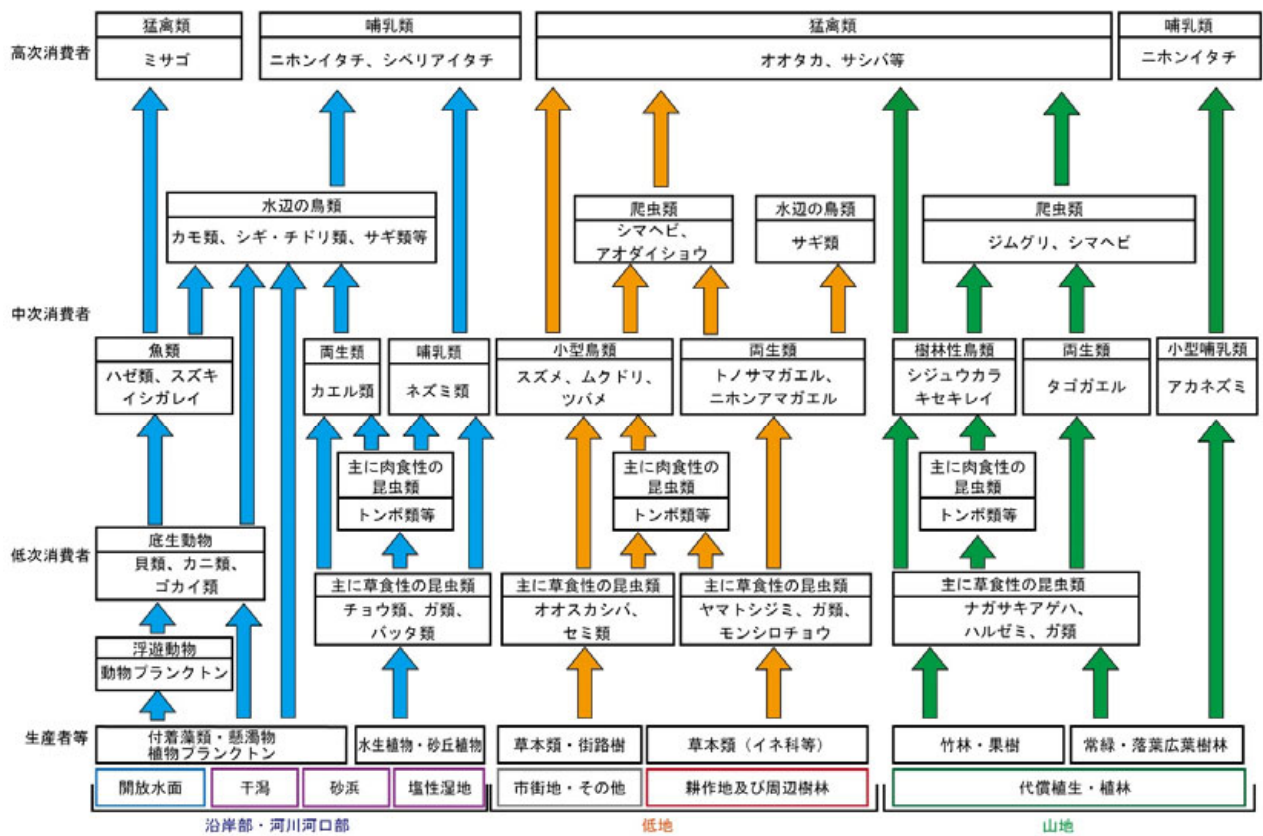 高次消費者
猛禽類
ミサゴ
哺乳類
ニホンイタチ、シベリアイタチ
猛禽類
オオタカ、サシバ等
哺乳類
ニホンイタチ
水辺の鳥類
カモ類、シギ・チドリ類、サギ類等
爬虫類
シマヘビ、
アオダイショウ
水辺の鳥類
サギ類
爬虫類
ジムグリ、シマヘビ
中次消費者
魚類
ハゼ類、スズキ
イシガレイ
両生類
カエル類
哺乳類
ネズミ類
小型鳥類
スズメ、ムクドリ、
ツバメ
両生類
トノサマガエル、
ニホンアマガエル
樹林性鳥類
シジュウカラ
キセキレイ
両生類
タゴガエル
小型哺乳類
アカネズミ
主に肉食性の
昆虫類
トンボ類等
主に肉食性の
昆虫類
トンボ類等
主に肉食性の
昆虫類
トンボ類等
低次消費者
底生動物
貝類、カニ類、
ゴカイ類
主に草食性の昆虫類
チョウ類、ガ類、
バッタ類
主に草食性の昆虫類
オオスカシバ、
セミ類
主に草食性の昆虫類
ヤマトシジミ、ガ類、
モンシロチョウ
主に草食性の昆虫類
ナガサキアゲハ、
ハルゼミ、ガ類
浮遊動物
動物プランクトン
生産者等
付着藻類・懸濁物
植物プランクトン
水生植物・砂丘植物
草本類・街路樹
草本類(イネ科等)
竹林・果樹
常緑・落葉広葉樹林
開放水面
干潟
砂浜
塩性湿地
市街地・その他
耕作地及び周辺樹林
代償植生・植林
沿岸部・河川河口部
低地
山地